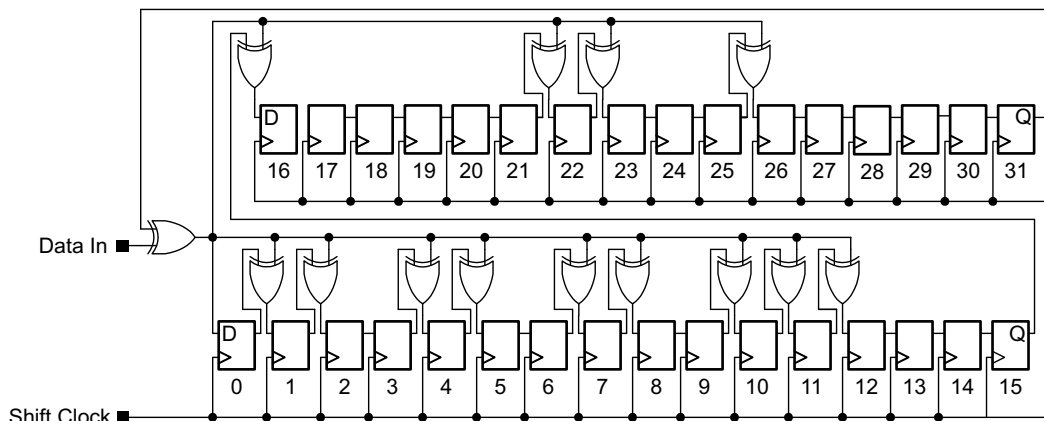 D Q
16 17 18 19 20 21 22 23 24 25 26 27 28 29 30 31
Data In
D Q
0 1 2 3 4 5 6 7 8 9 10 11 12 13 14 15
Shift Clock